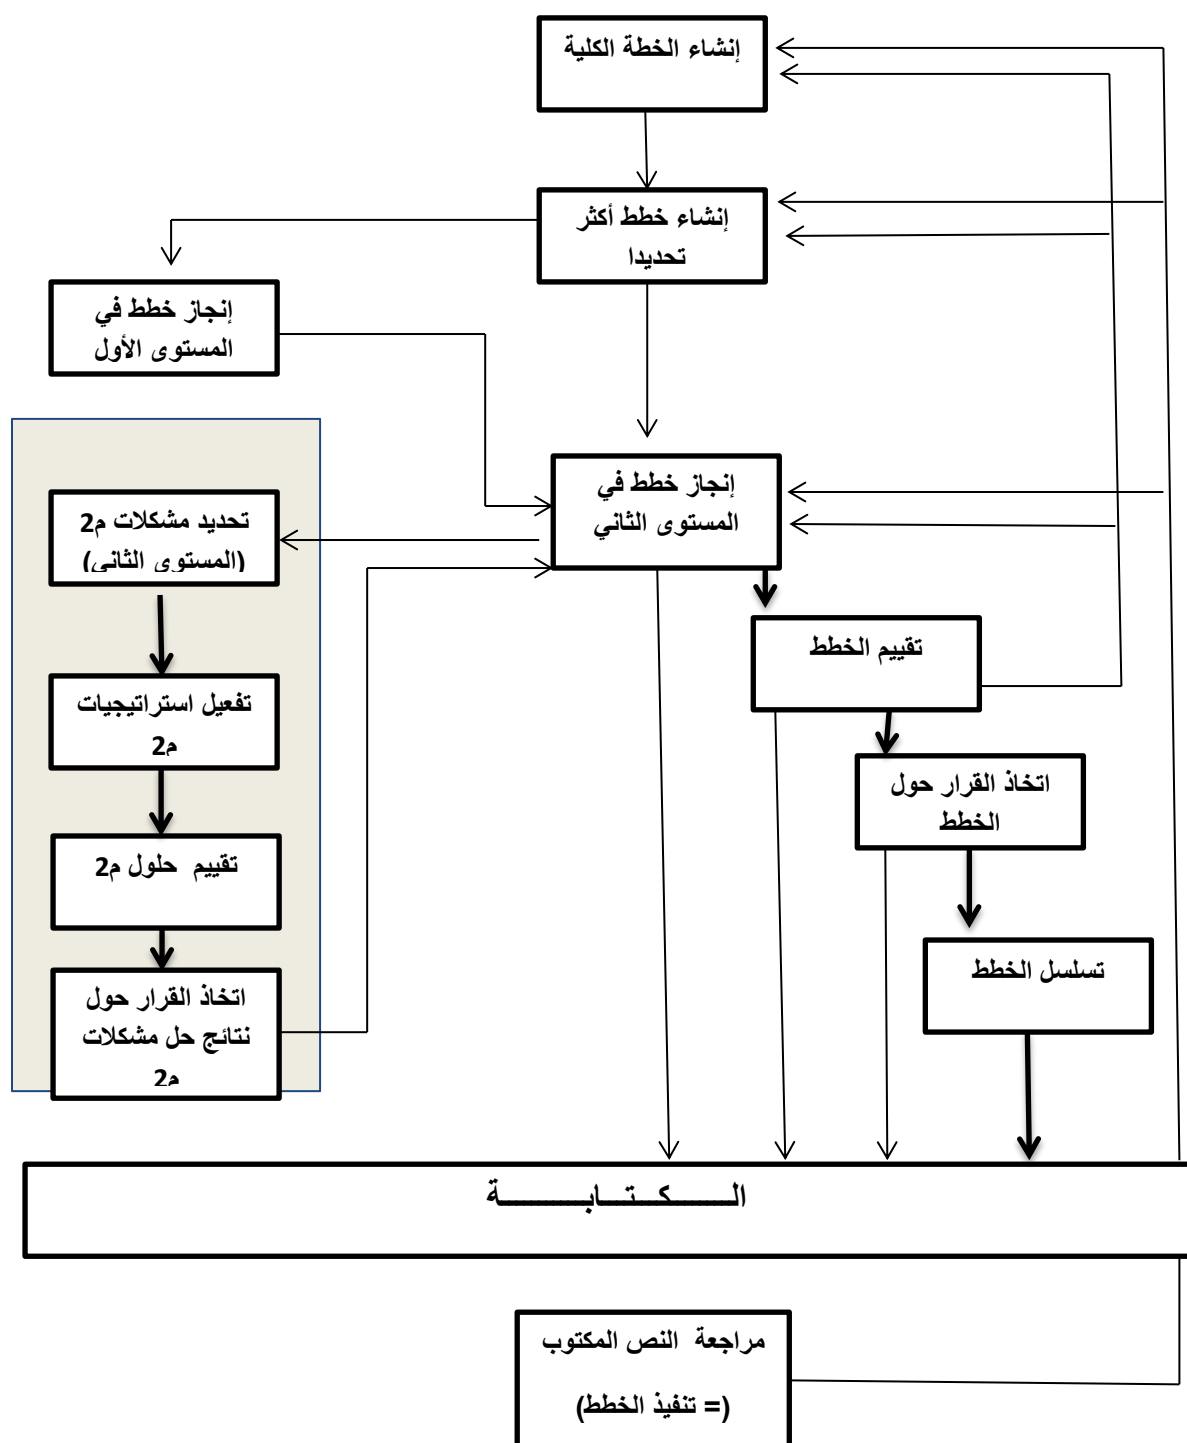 إنشاء الخطة الكلية
إنشاء خطط أكثر
تحديدا
إنجاز خطط في
المستوى الأول
إنجاز خطط في
المستوى الثاني
تحديد مشكلات م2
(المستوى الثاني)
تقييم الخطط
تفعيل استراتيجيات
م2
اتخاذ القرار حول
الخطط
تقييم حلول م2
تسلسل الخطط
اتخاذ القرار حول
نتائج حل مشكلات
م2
الـــــــكـــتـــابـــــــــة
مراجعة النص المكتوب
(= تنفيذ الخطط)